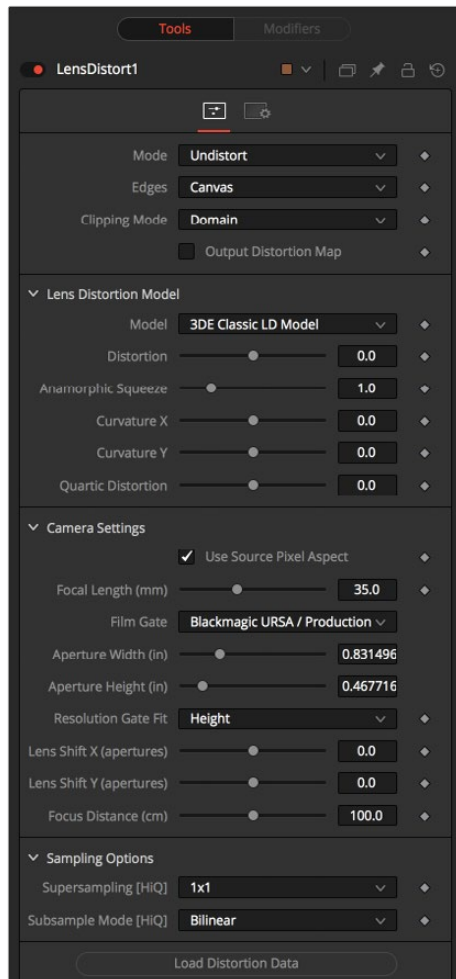 Tools Modifiers
LensDistort1
Mode Undistort
Edges Canvas
Clipping Mode Domain
Output Distortion Map
Lens Distortion Model
Model 3DE Classic LD Model
Distortion 0.0
Anamorphic Squeeze 1.0
Curvature X 0.0
Curvature Y 0.0
Quartic Distortion 0.0
Camera Settings
Use Source Pixel Aspect
Focal Length (mm) 35.0
Film Gate Blackmagic URSA / Production
Aperture Width (in) 0.831496
Aperture Height (in) 0.467716
Resolution Gate Fit Height
Lens Shift X (apertures) 0.0
Lens Shift Y (apertures) 0.0
Focus Distance (cm) 100.0
Sampling Options
Supersampling [HiQ] 1x1
Subsample Mode [HiQ] Bilinear
Load Distortion Data